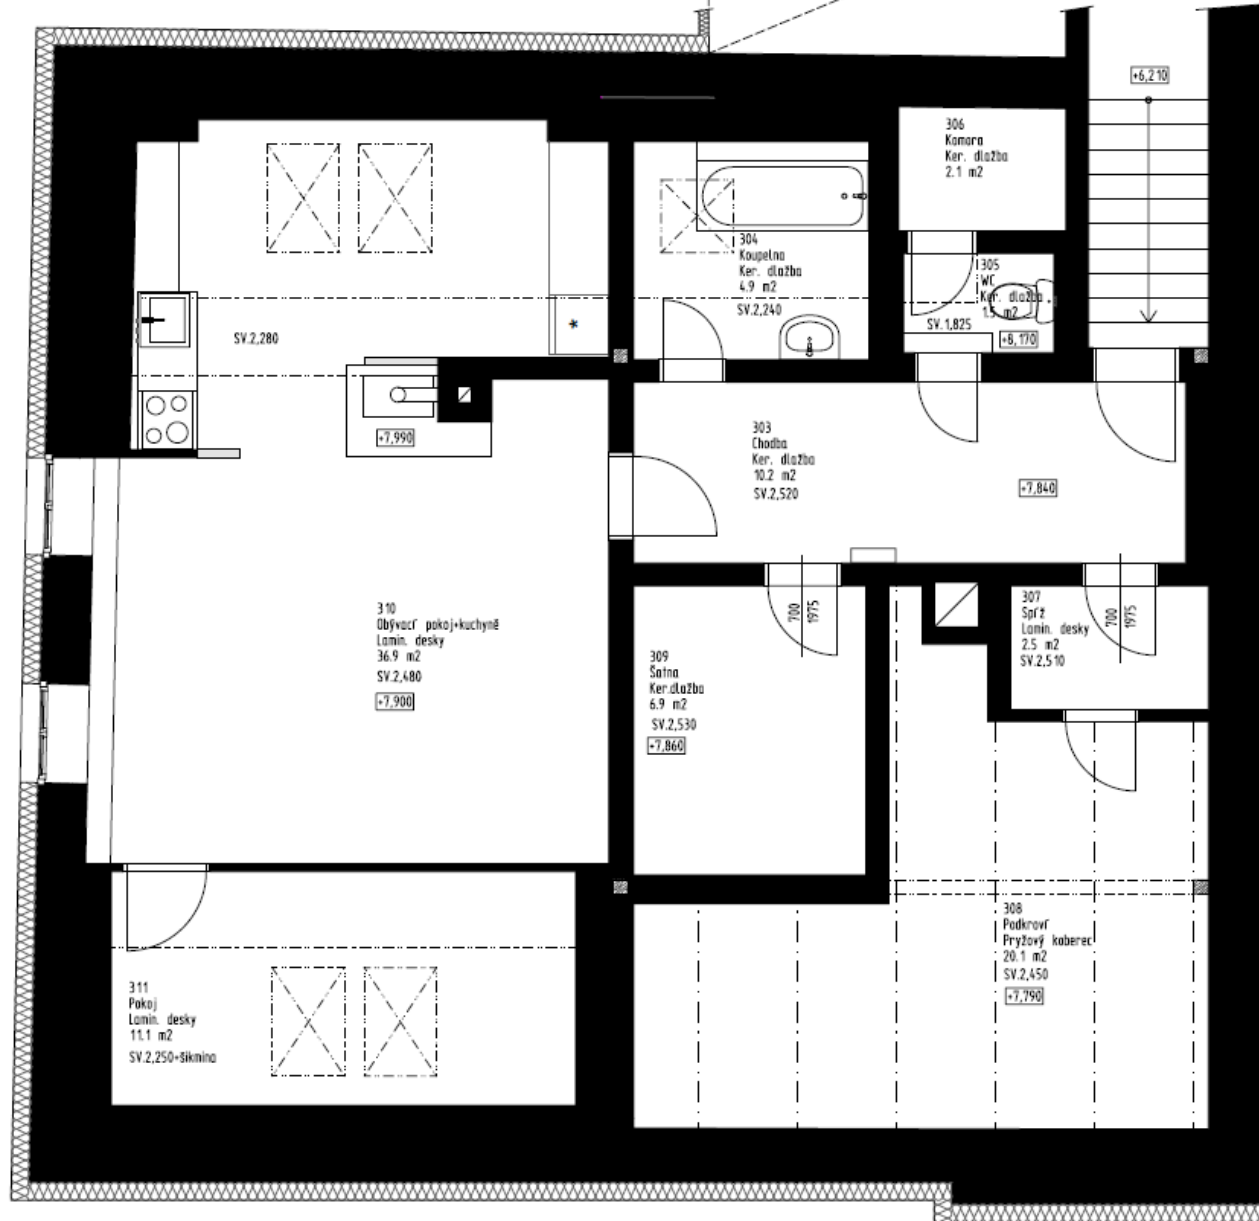 +6,210
306
Komora
Ker. dlažba
2.1 m2
304
Koupelna
Ker. dlažba
4.9 m2
SV.2,240
305
WC
Ker. dlažba
m2
SV.1,825
+8,170
SV.2,280
*
+7,990
303
Chodba
Ker. dlažba
10.2 m2
SV.2,520
+7,840
310
Obývací pokoj+kuchyně
Lamin. desky
36.9 m2
SV.2,480
+7,900
700
1975
309
Šatna
Ker.dlažba
6.9 m2
SV.2,530
+7,860
307
Spíž
Lamin. desky
2.5 m2
SV.2,510
700
1975
308
Podkroví
Pryžový koberec
20.1 m2
SV.2,450
+7,790
311
Pokoj
Lamin. desky
11.1 m2
SV.2,250+šikmina